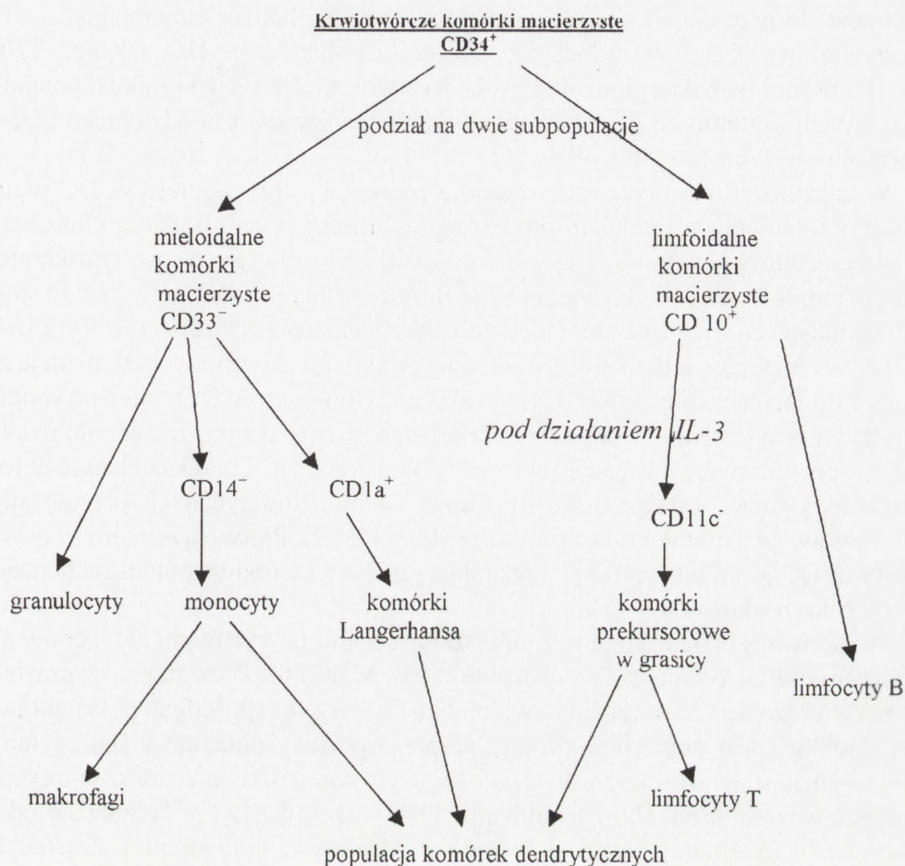 Krwiotwórcze komórki macierzyste
CD34⁺
podział na dwie subpopulacje
mieloidalne
komórki
macierzyste
CD33⁻
limfoidalne
komórki
macierzyste
CD 10⁺
pod działaniem IL-3
CD14⁻
CD1a⁺
CD11c⁻
granulocyty
monocyty
komórki
Langerhansa
komórki
prekursorowe
w grasicy
limfocyty B
makrofagi
limfocyty T
populacja komórek dendrytycznych